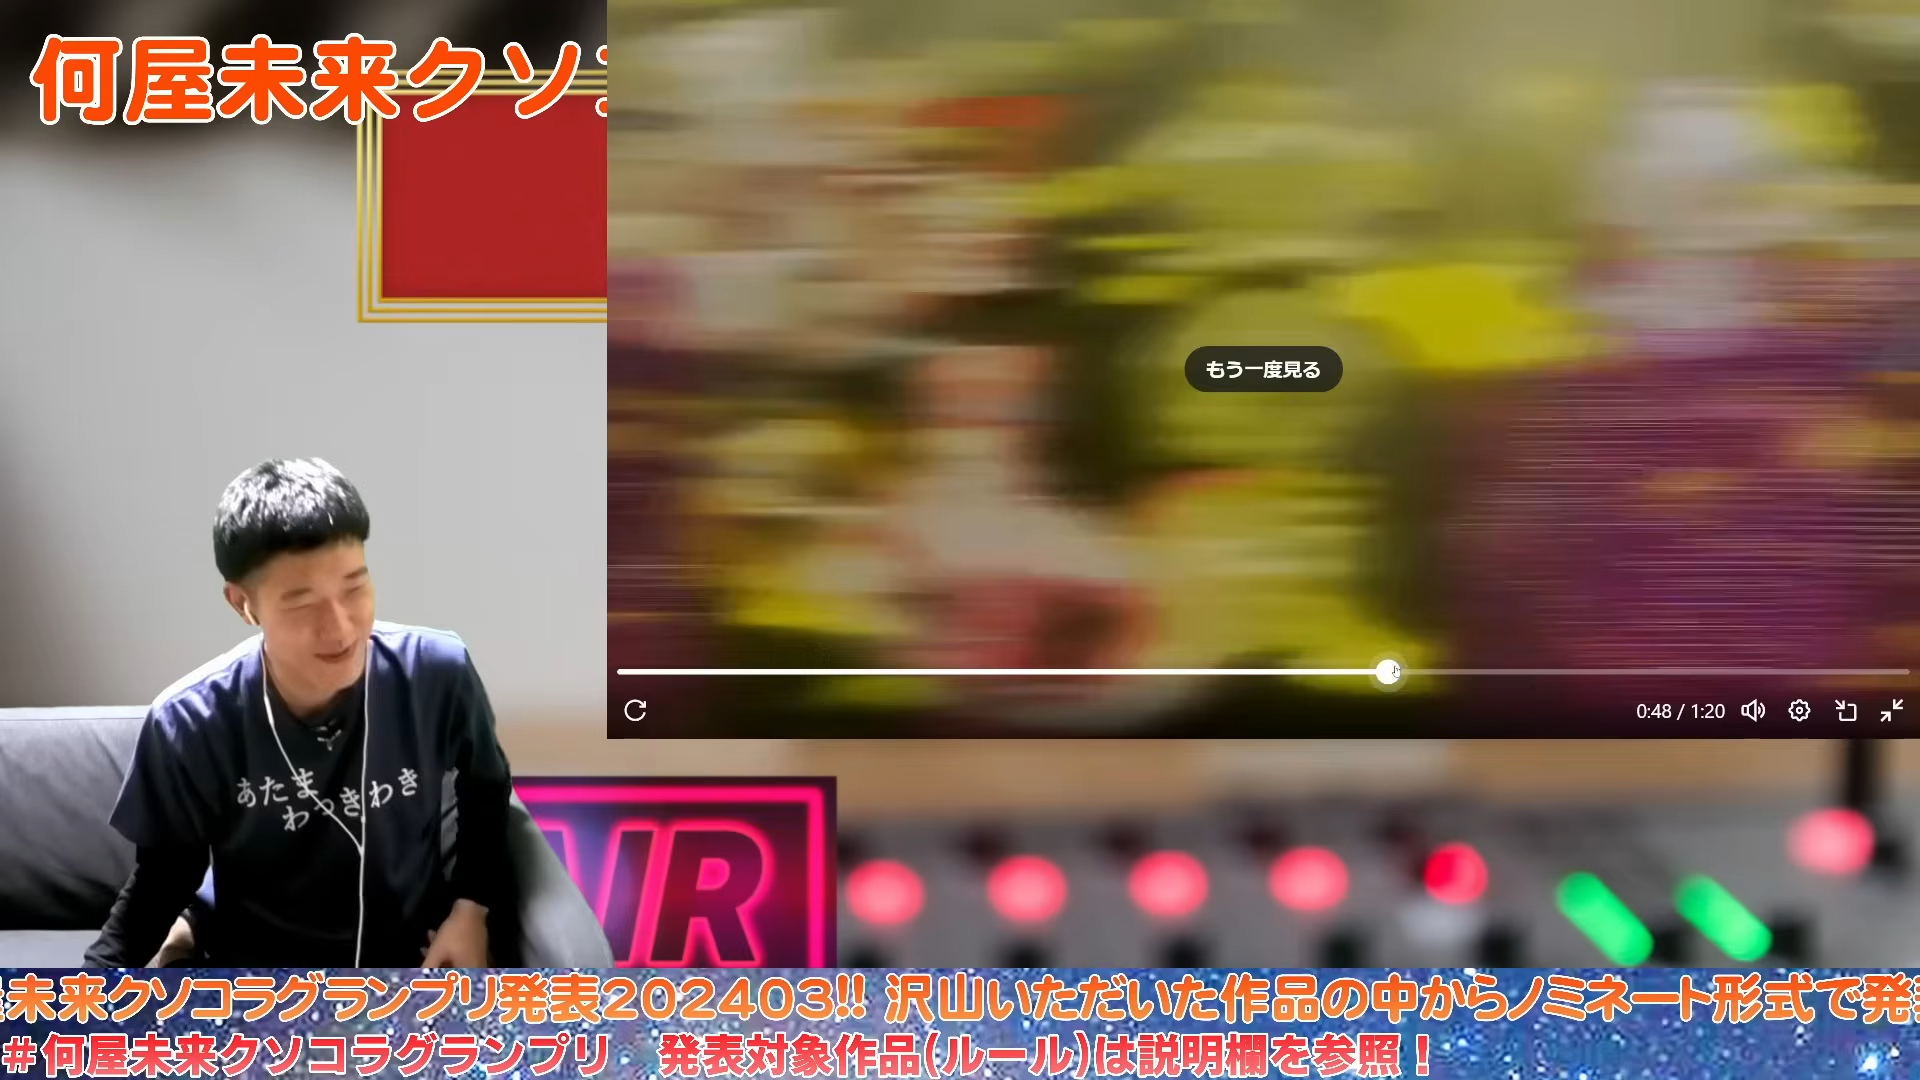 何屋未来クソコ
もう一度見る
0:48 / 1:20
あたま
わっきわき
未来クソコラグランプリ発表202403!! 沢山いただいた作品の中からノミネート形式で発
#何屋未来クソコラグランプリ　発表対象作品(ルール)は説明欄を参照！